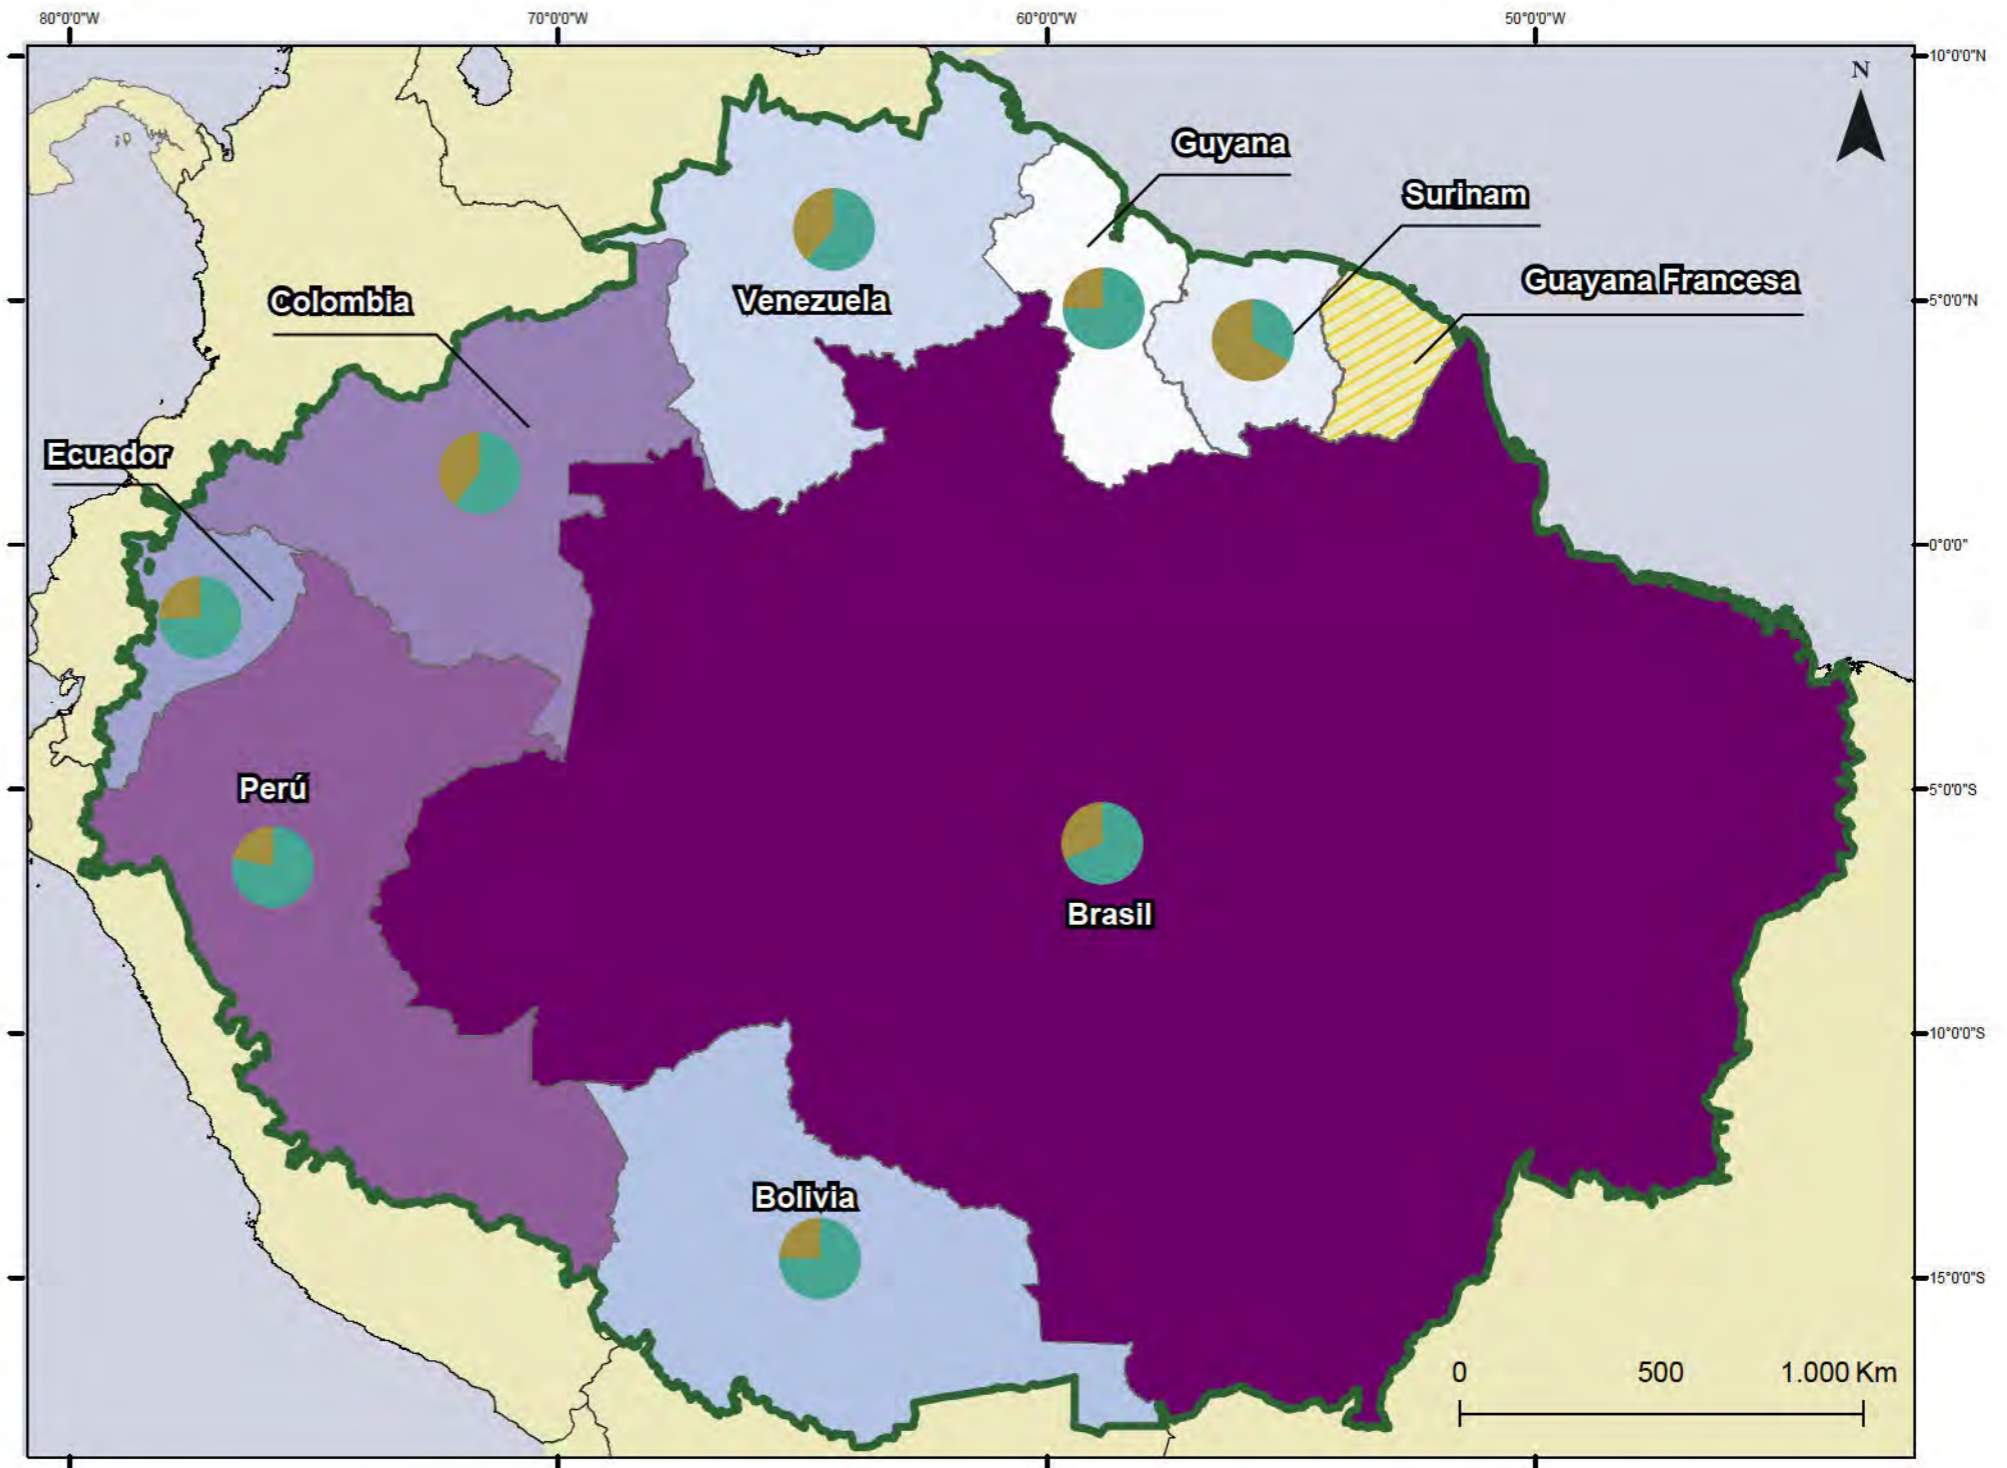 80°0'0"W
70°0'0"W
60°0'0"W
50°0'0"W
10°0'0"N
N
Guyana
Surinam
Guayana Francesa
Colombia
Venezuela
5°0'0"N
Ecuador
0°0'0"
Perú
5°0'0"S
Brasil
10°0'0"S
Bolivia
15°0'0"S
0 500 1.000 Km